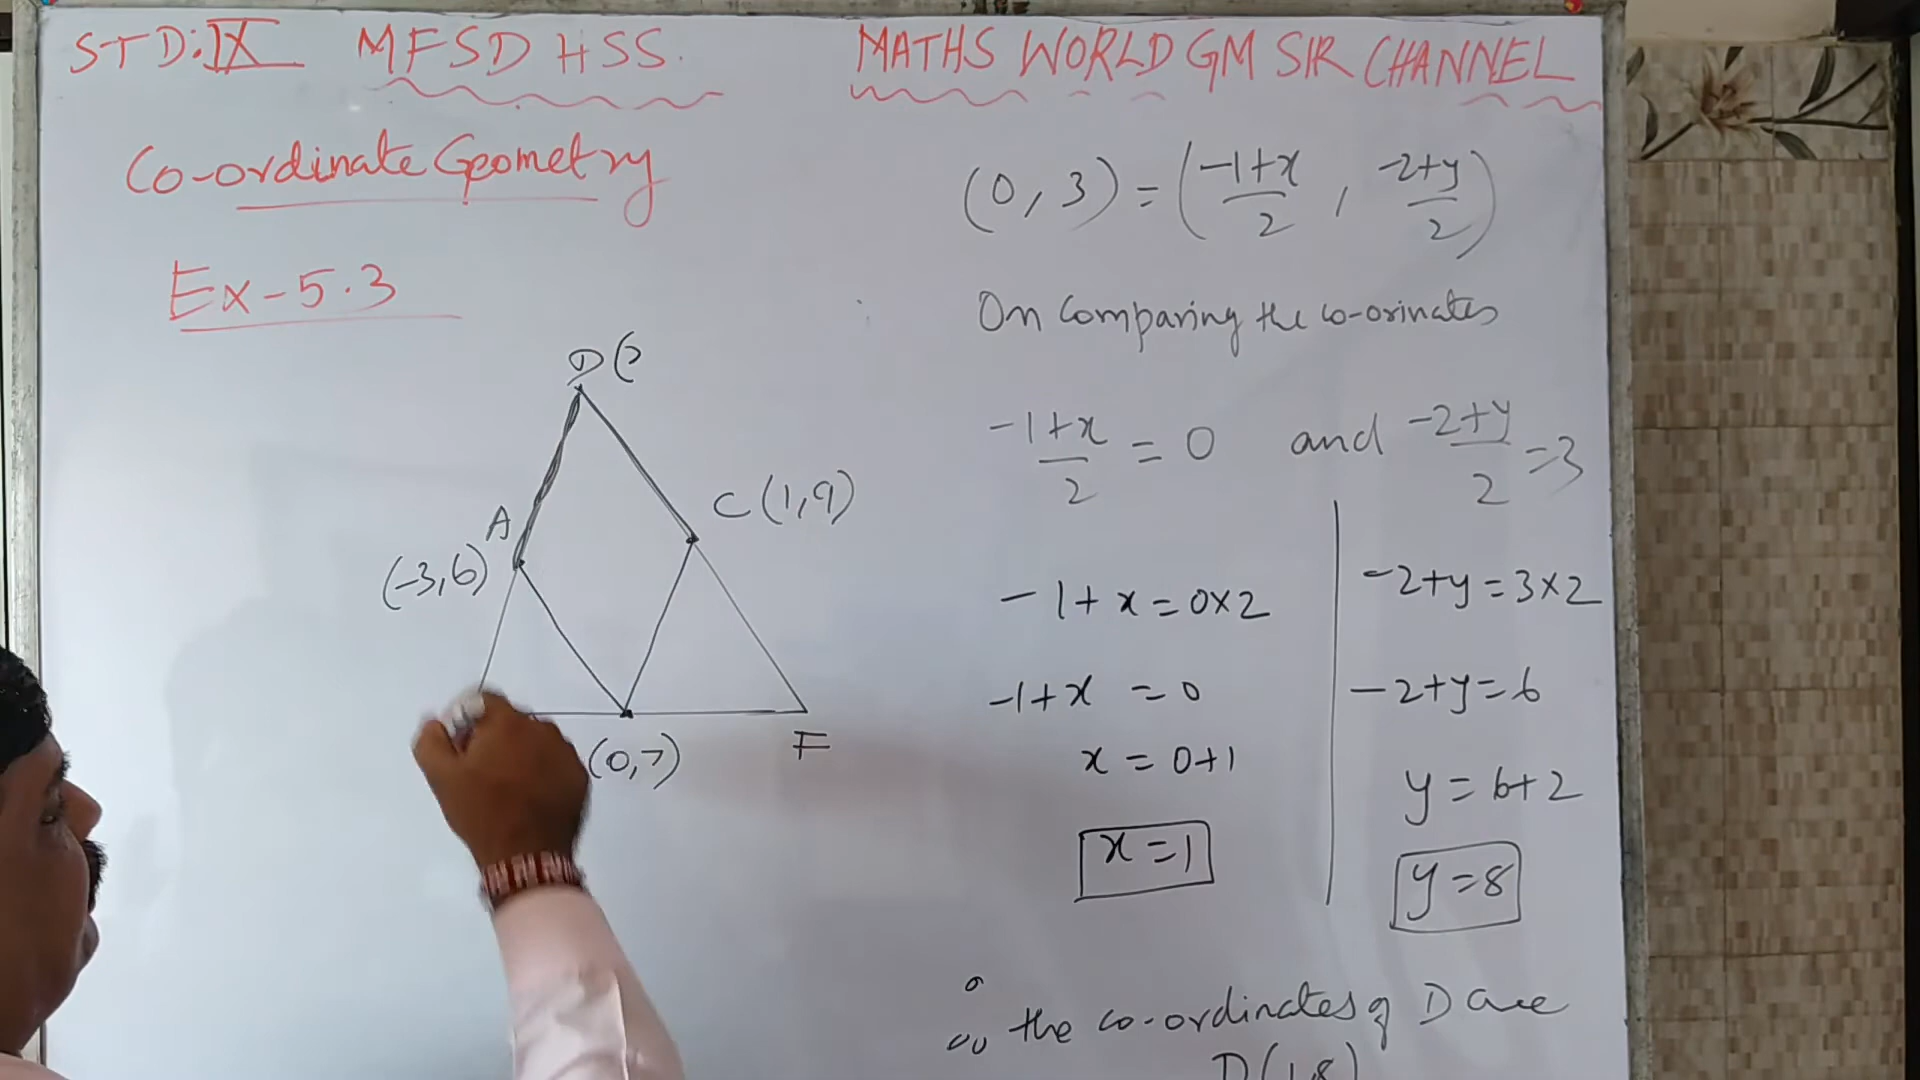 STD:IX MFSD HSS. MATHS WORLD GM SIR CHANNEL
Co-ordinate Geometry
Ex-5.3
D(
C(1,9)
A
(-3,6)
(0,7)
F
(0,3) = (-1+x/2 , -2+y/2)
On Comparing the co-orinates
-1+x/2 = 0 and -2+y/2 =3
-1+x=0×2
-1+x = 0
x = 0+1
x=1
-2+y=3×2
-2+y=6
y=6+2
y=8
∴ the co-ordinates of D are
D(1,8)